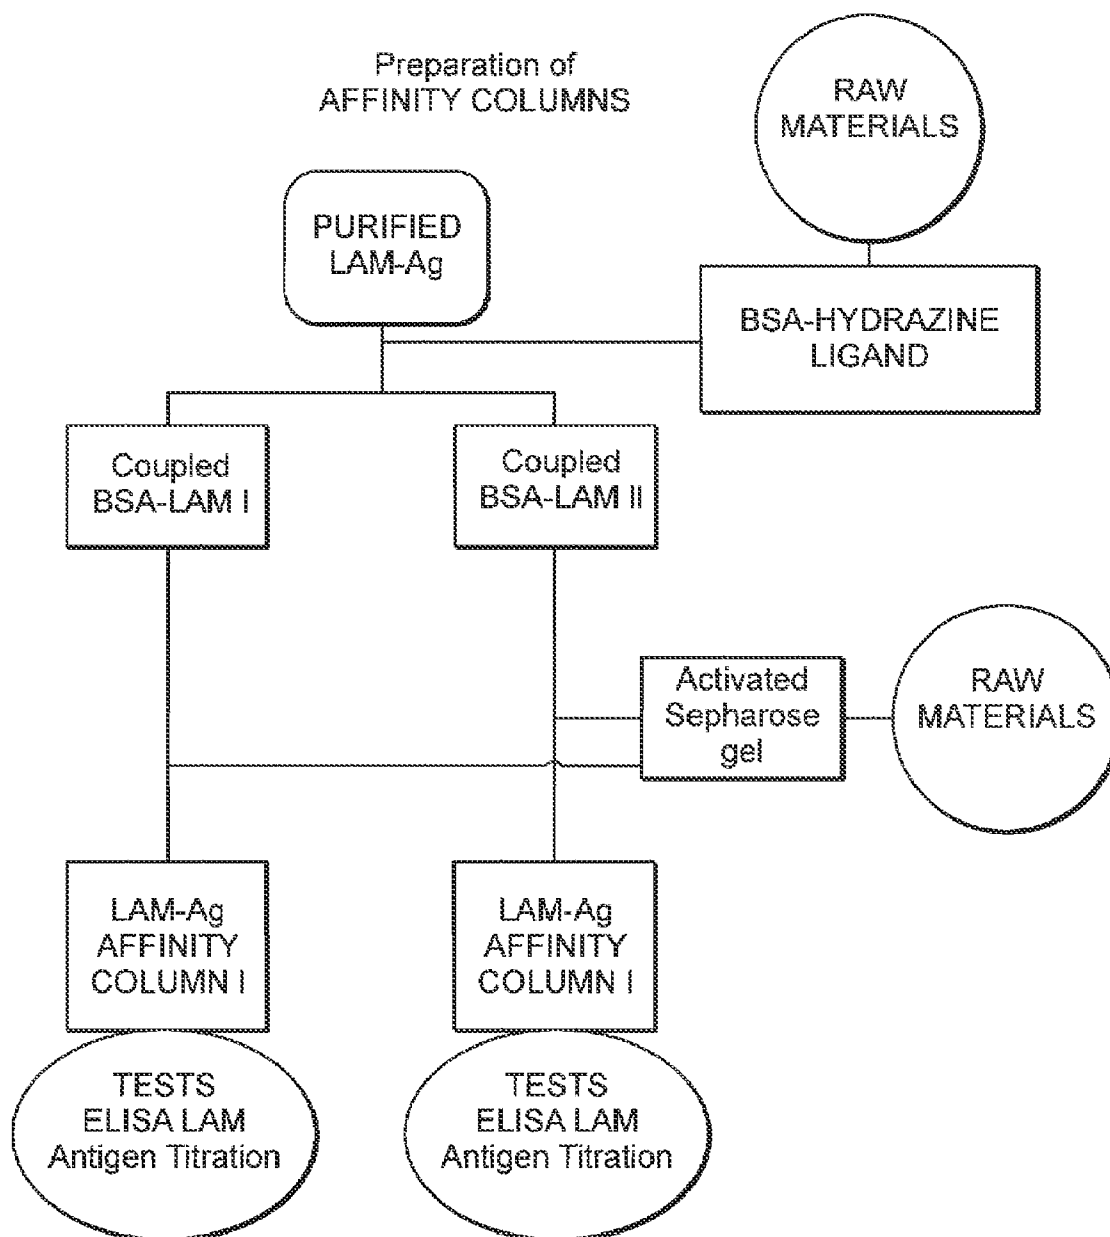 Preparation of
AFFINITY COLUMNS
RAW
MATERIALS
PURIFIED
LAM-Ag
BSA-HYDRAZINE
LIGAND
Coupled
BSA-LAM I
Coupled
BSA-LAM II
Activated
Sepharose
gel
RAW
MATERIALS
LAM-Ag
AFFINITY
COLUMN I
LAM-Ag
AFFINITY
COLUMN I
TESTS
ELISA LAM
Antigen Titration
TESTS
ELISA LAM
Antigen Titration